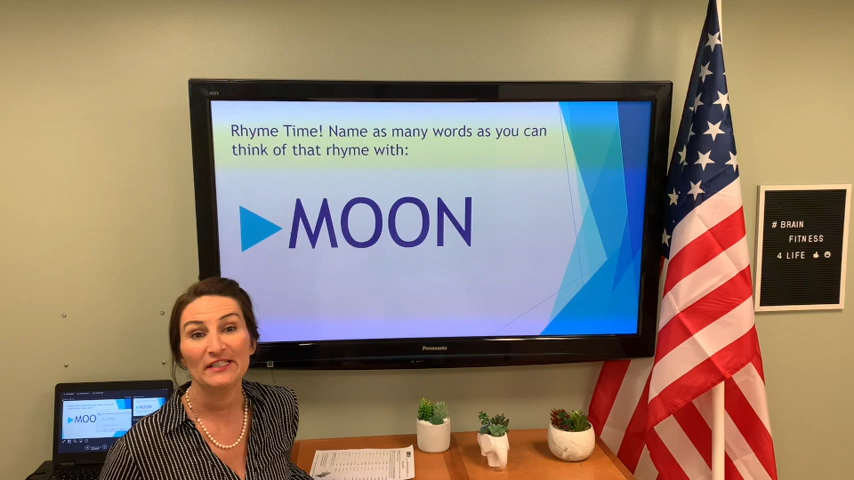 Rhyme Time! Name as many words as you can
think of that rhyme with:
MOON
# BRAIN
FITNESS
4 LIFE
Panasonic
MOO